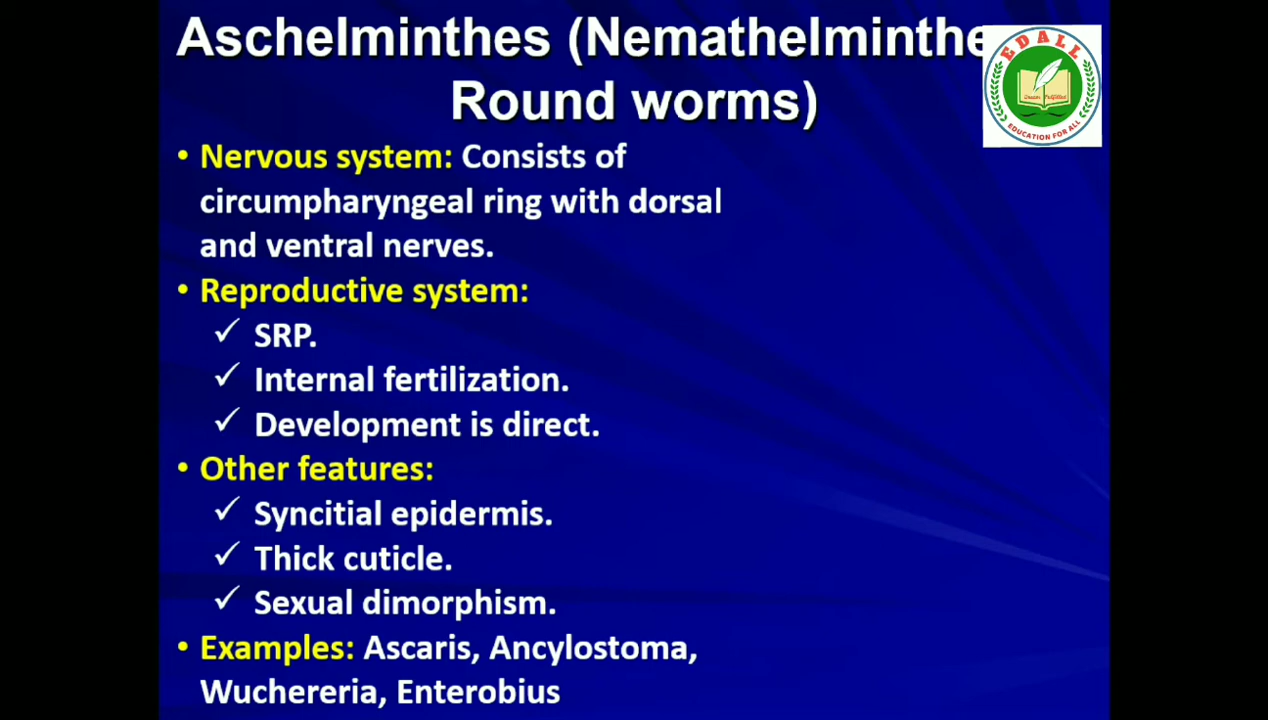 Aschelminthes (Nemathelminthe
Round worms)
EDALL
Dream Fulfilled
EDUCATION FOR ALL
• Nervous system: Consists of
circumpharyngeal ring with dorsal
and ventral nerves.
• Reproductive system:
✓ SRP.
✓ Internal fertilization.
✓ Development is direct.
• Other features:
✓ Syncitial epidermis.
✓ Thick cuticle.
✓ Sexual dimorphism.
• Examples: Ascaris, Ancylostoma,
Wuchereria, Enterobius